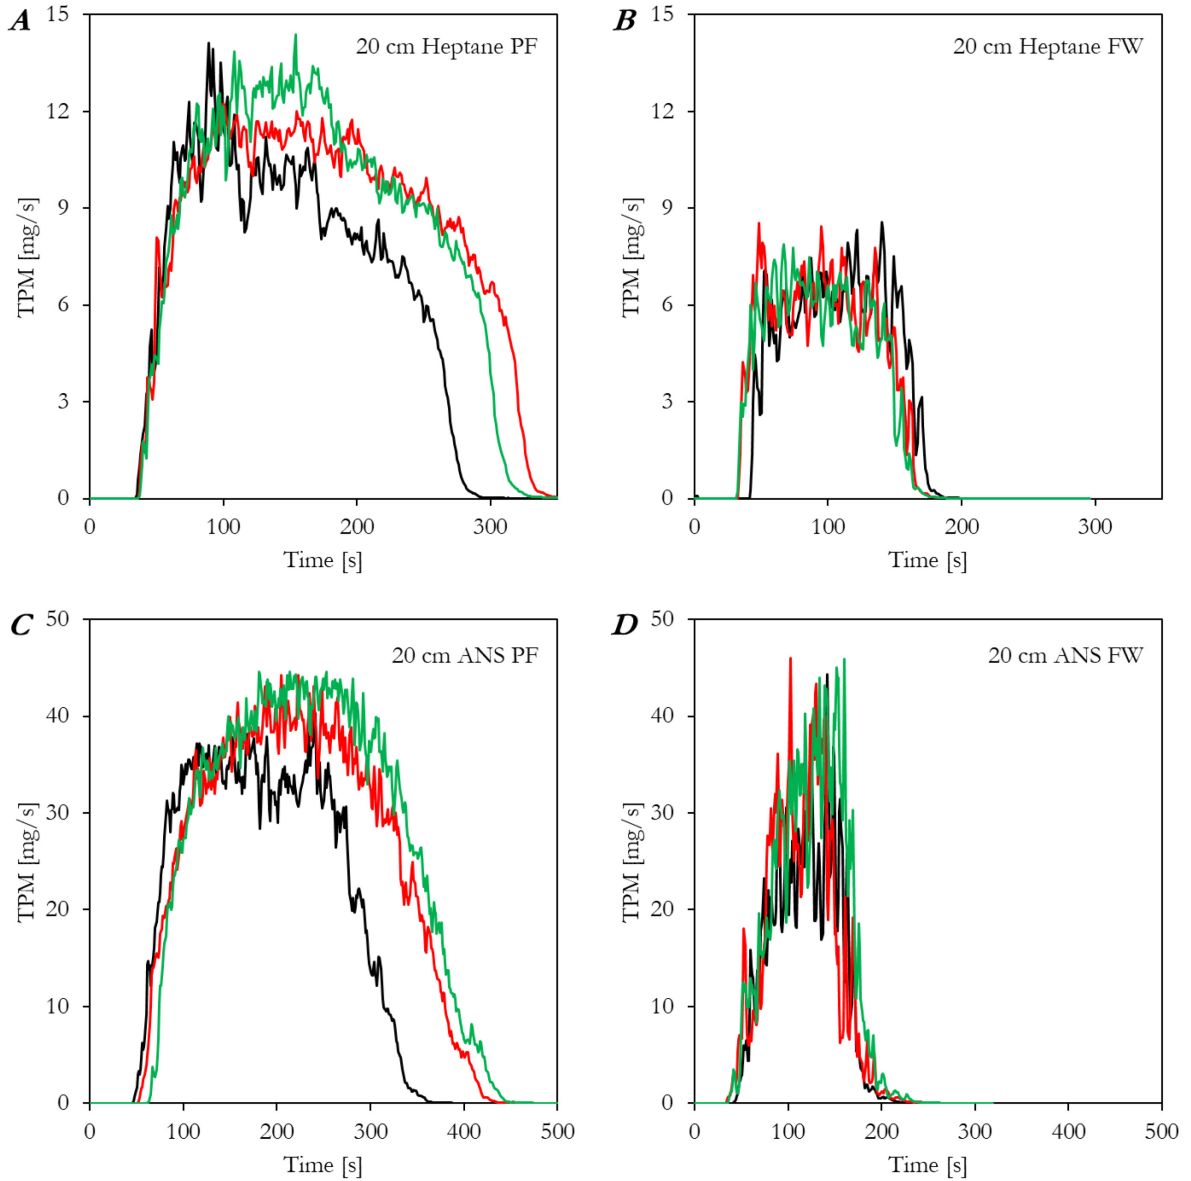 A
20 cm Heptane PF
TPM [mg/s]
15
12
9
6
3
0
0 100 200 300
Time [s]
B
20 cm Heptane FW
TPM [mg/s]
15
12
9
6
3
0
0 100 200 300
Time [s]
C
20 cm ANS PF
TPM [mg/s]
50
40
30
20
10
0
0 100 200 300 400 500
Time [s]
D
20 cm ANS FW
TPM [mg/s]
50
40
30
20
10
0
0 100 200 300 400 500
Time [s]